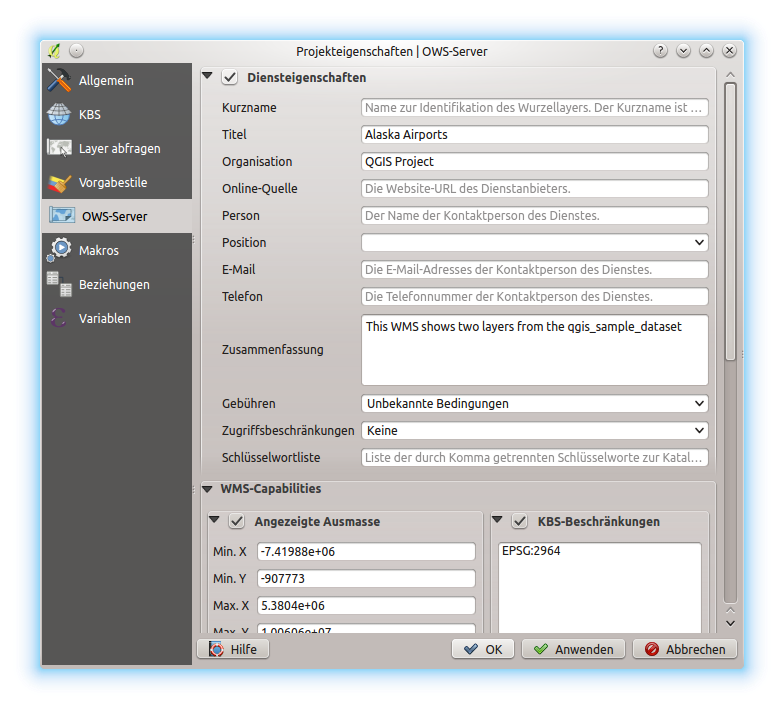 Projekteigenschaften | OWS-Server
Allgemein
KBS
Layer abfragen
Vorgabestile
OWS-Server
Makros
Beziehungen
Variablen
Diensteigenschaften
Kurzname Name zur Identifikation des Wurzellayers. Der Kurzname ist ...
Titel Alaska Airports
Organisation QGIS Project
Online-Quelle Die Website-URL des Dienstanbieters.
Person Der Name der Kontaktperson des Dienstes.
Position
E-Mail Die E-Mail-Adresses der Kontaktperson des Dienstes.
Telefon Die Telefonnummer der Kontaktperson des Dienstes.
Zusammenfassung This WMS shows two layers from the qgis_sample_dataset
Gebühren Unbekannte Bedingungen
Zugriffsbeschränkungen Keine
Schlüsselwortliste Liste der durch Komma getrennten Schlüsselworte zur Katal...
WMS-Capabilities
Angezeigte Ausmasse
Min. X -7.41988e+06
Min. Y -907773
Max. X 5.3804e+06
Max. Y 1.00606e+07
KBS-Beschränkungen
EPSG:2964
Hilfe
OK
Anwenden
Abbrechen